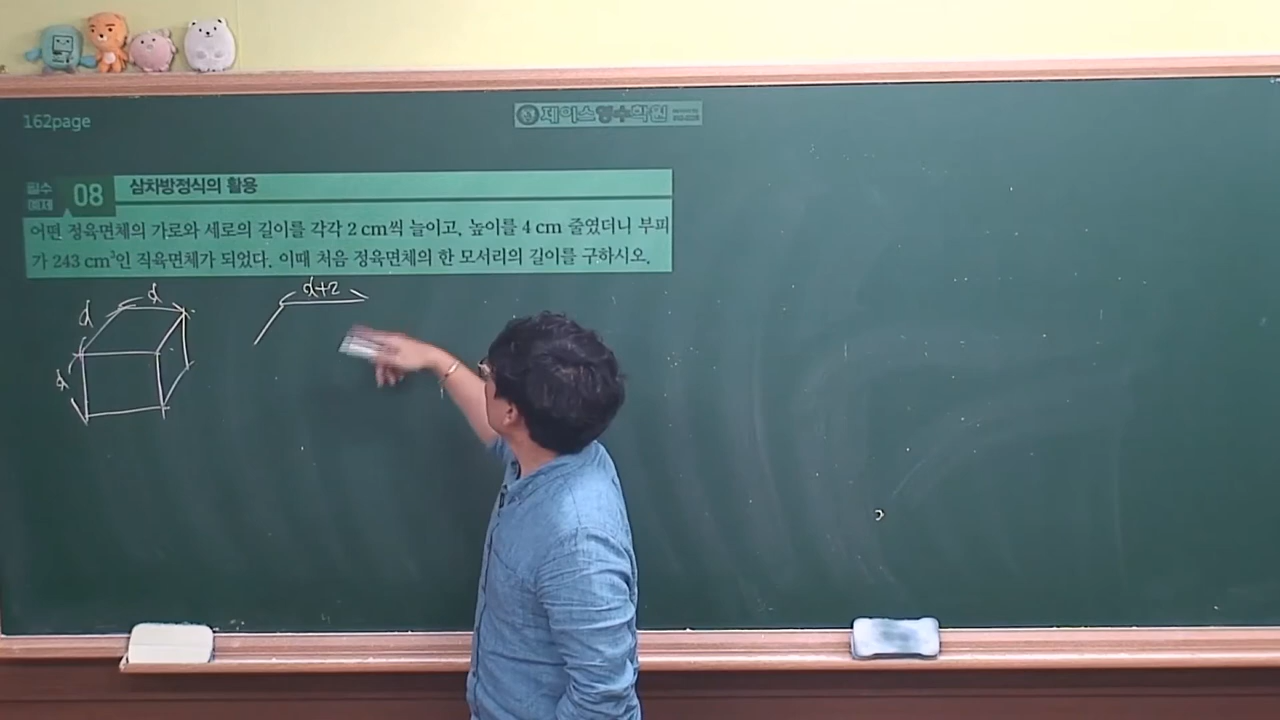 162page
제이스영수학원
필수
예제
08
삼차방정식의 활용
어떤 정육면체의 가로와 세로의 길이를 각각 2 cm씩 늘이고, 높이를 4 cm 줄였더니 부피
가 243 cm³인 직육면체가 되었다. 이때 처음 정육면체의 한 모서리의 길이를 구하시오.
x
x
x
x+2